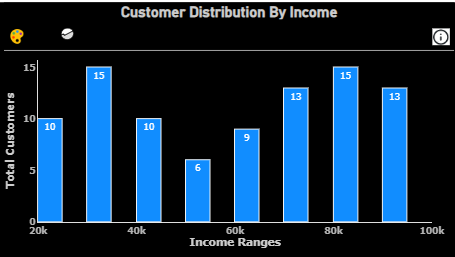 Customer Distribution By Income
Total Customers
15
10
5
0
10
15
10
6
9
13
15
13
20k
40k
60k
80k
100k
Income Ranges